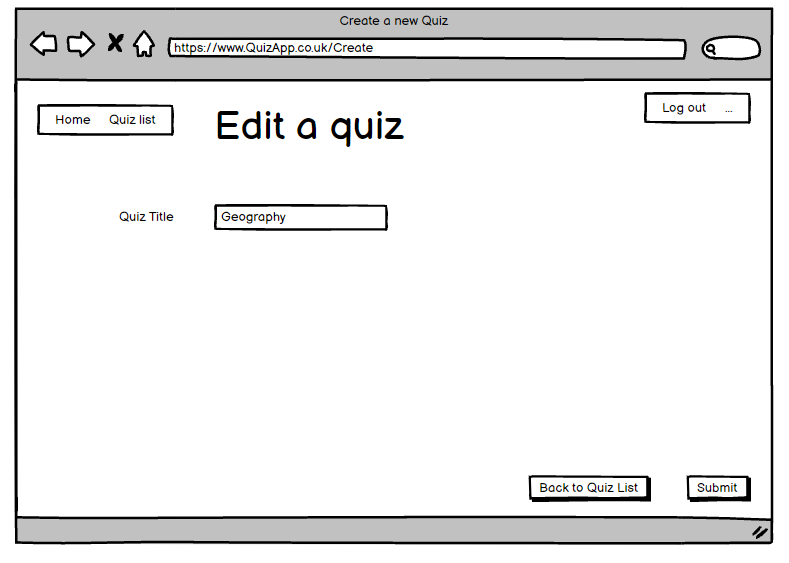 Create a new Quiz
https://www.QuizApp.co.uk/Create
Home Quiz list
Edit a quiz
Log out ...
Quiz Title
Geography
Back to Quiz List
Submit